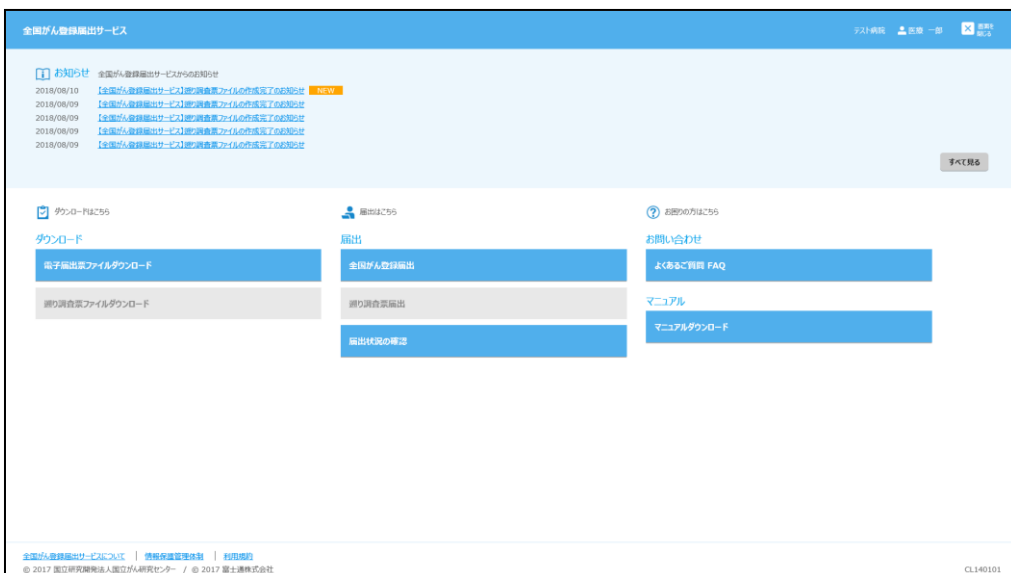 全国がん登録届出サービス
テスト病院 医療 一郎 画面を閉じる
お知らせ 全国がん登録届出サービスからのお知らせ
2018/08/10 【全国がん登録届出サービス】遡り調査票ファイルの作成完了のお知らせ NEW
2018/08/09 【全国がん登録届出サービス】遡り調査票ファイルの作成完了のお知らせ
2018/08/09 【全国がん登録届出サービス】遡り調査票ファイルの作成完了のお知らせ
2018/08/09 【全国がん登録届出サービス】遡り調査票ファイルの作成完了のお知らせ
2018/08/09 【全国がん登録届出サービス】遡り調査票ファイルの作成完了のお知らせ
すべて見る
ダウンロードはこちら
ダウンロード
電子届出票ファイルダウンロード
遡り調査票ファイルダウンロード
届出はこちら
届出
全国がん登録届出
遡り調査票届出
届出状況の確認
お困りの方はこちら
お問い合わせ
よくあるご質問 FAQ
マニュアル
マニュアルダウンロード
全国がん登録届出サービスについて | 情報保護管理体制 | 利用規約
© 2017 国立研究開発法人国立がん研究センター / © 2017 富士通株式会社
CL140101